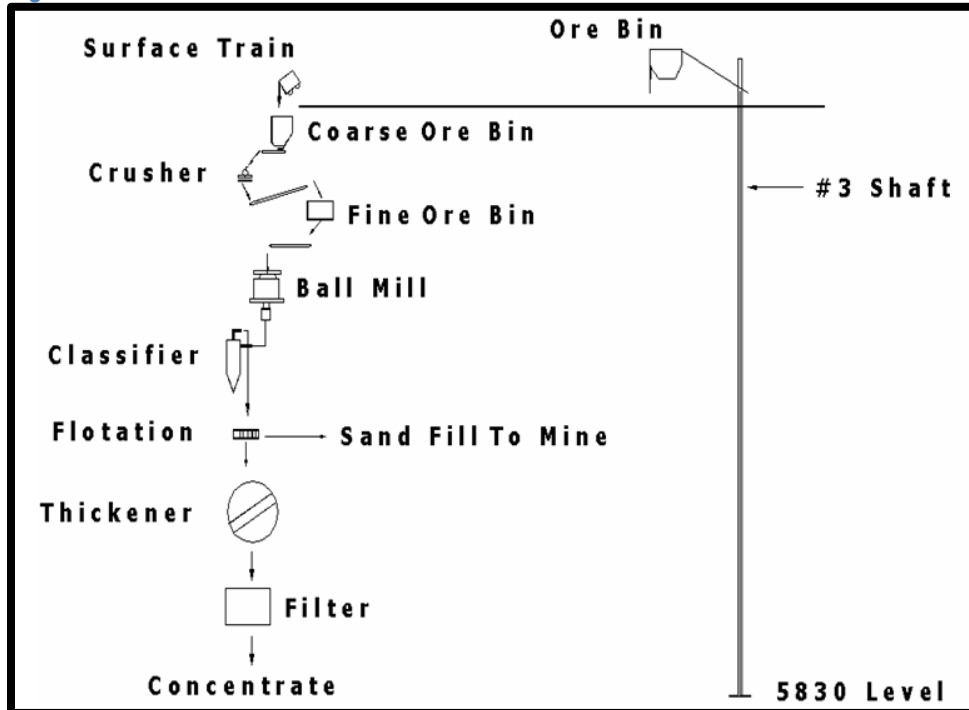 Ore Bin
Surface Train
Coarse Ore Bin
Crusher
#3 Shaft
Fine Ore Bin
Ball Mill
Classifier
Flotation
Sand Fill To Mine
Thickener
Filter
Concentrate
5830 Level